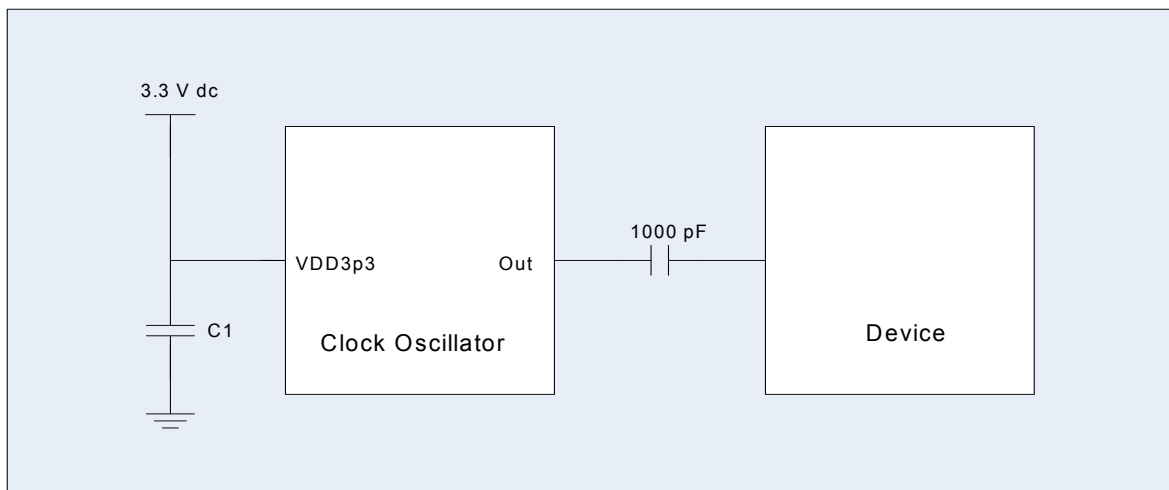 3.3 V dc
1000 pF
VDD3p3
Out
C1
Clock Oscillator
Device